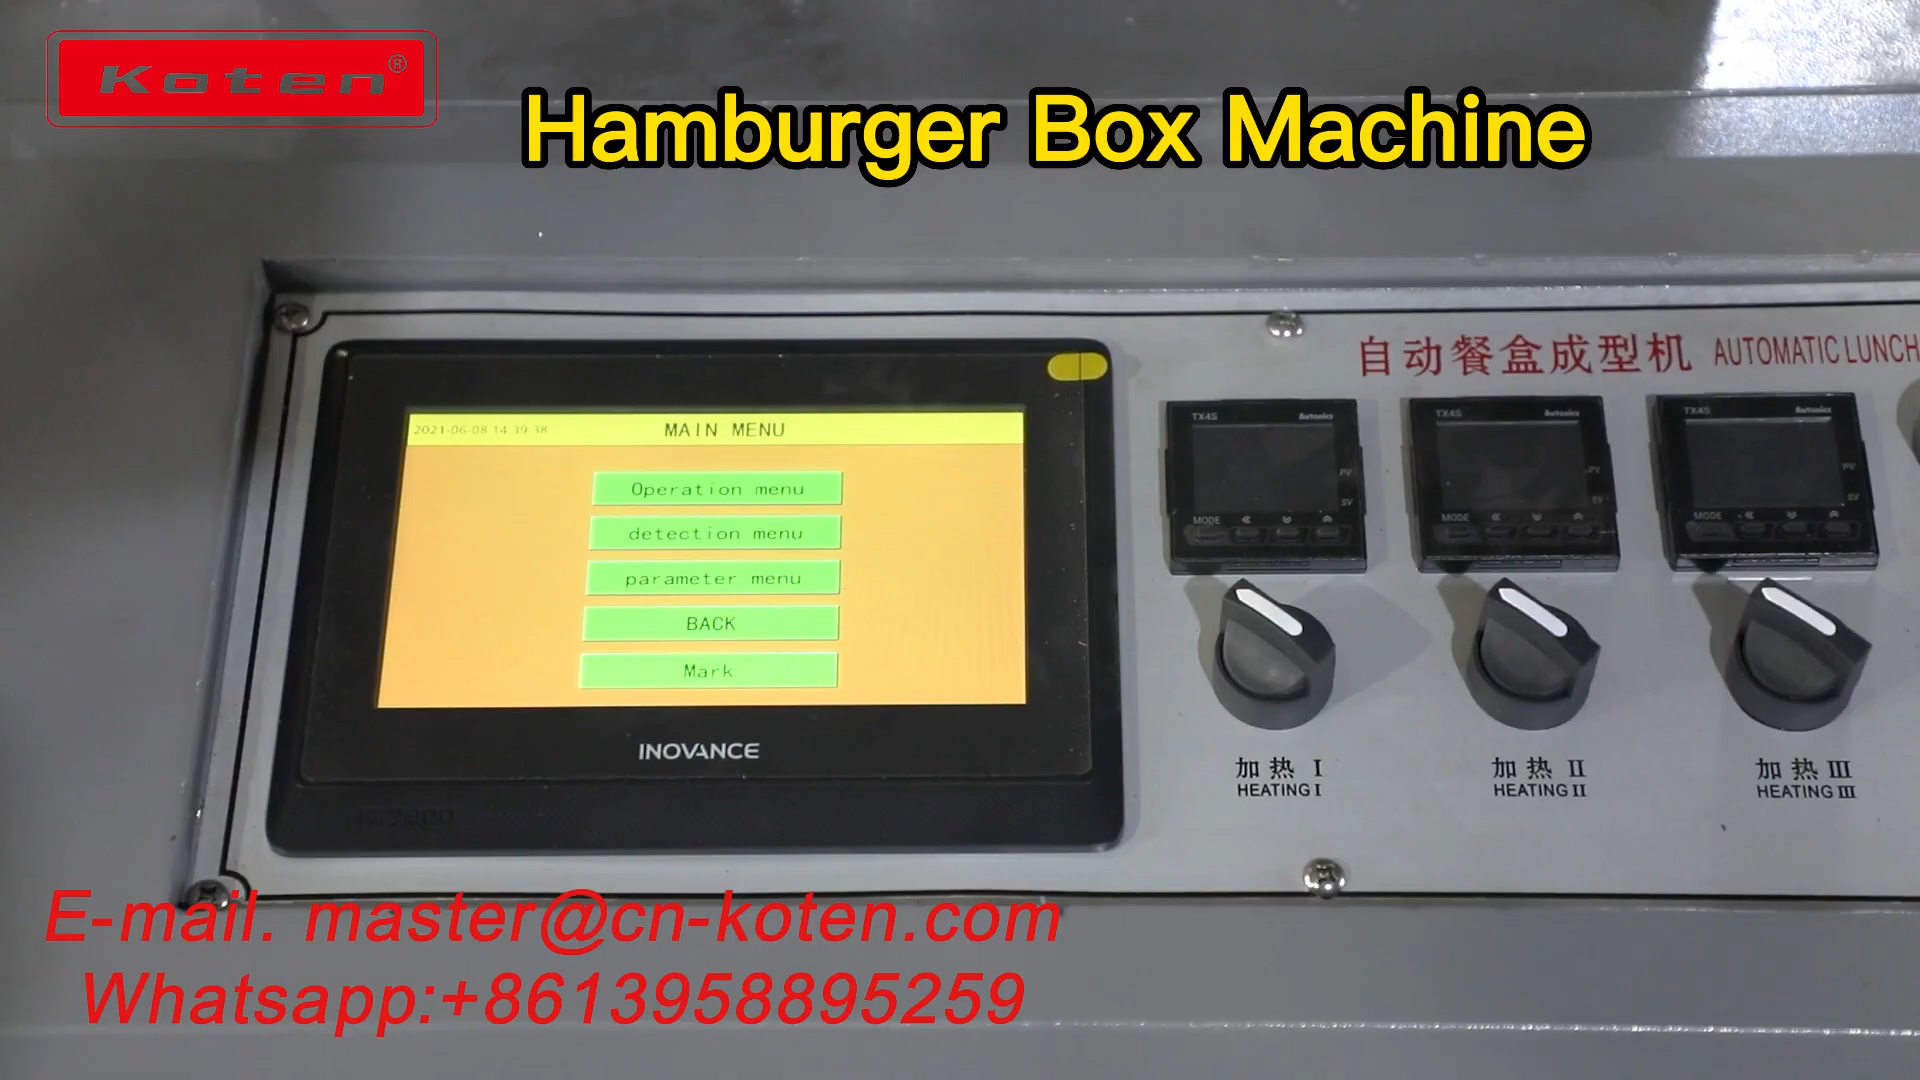 Koten®
Hamburger Box Machine
自动餐盒成型机 AUTOMATIC LUNCH
2021-06-08 14:39:38 MAIN MENU
Operation menu
detection menu
parameter menu
BACK
Mark
INOVANCE
TX4S Autonics
PV
SV
MODE
TX4S Autonics
PV
SV
MODE
TX4S Autonics
PV
SV
MODE
加热 I
HEATING I
加热 II
HEATING II
加热 III
HEATING III
E-mail. master@cn-koten.com
Whatsapp:+8613958895259